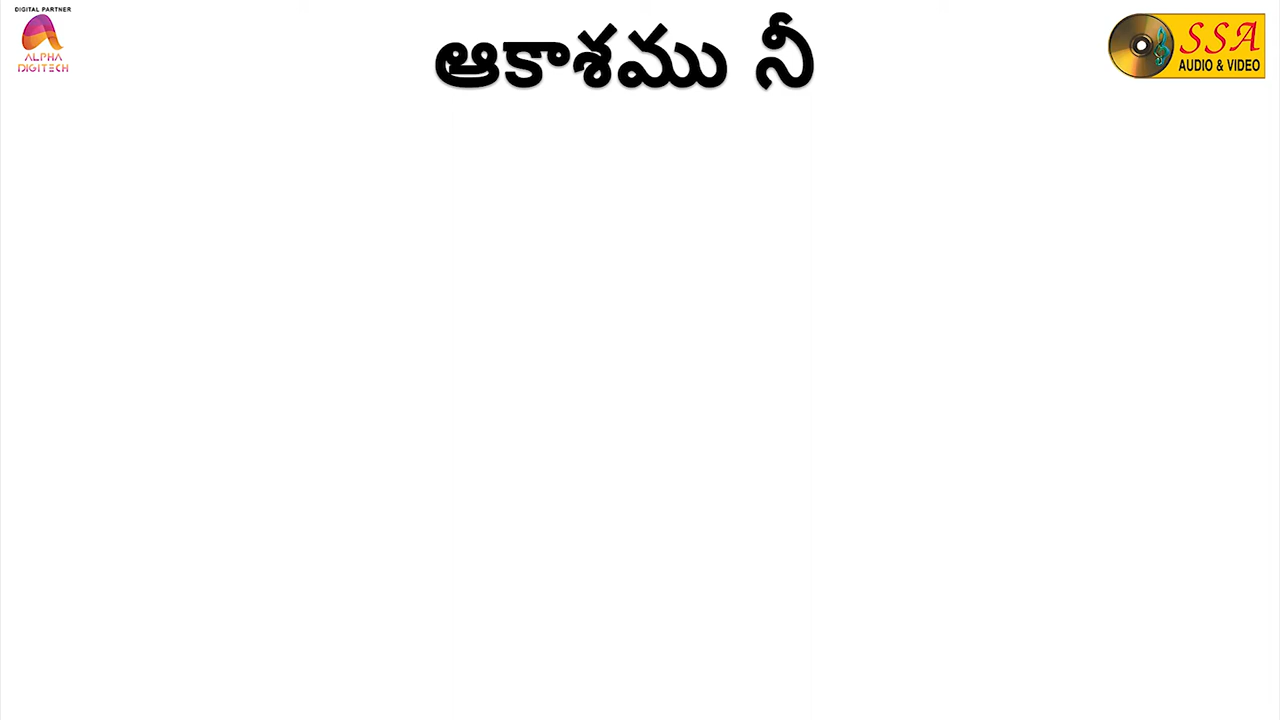 DIGITAL PARTNER
ALPHA
DIGITECH
ఆకాశము నీ
SSA
AUDIO & VIDEO